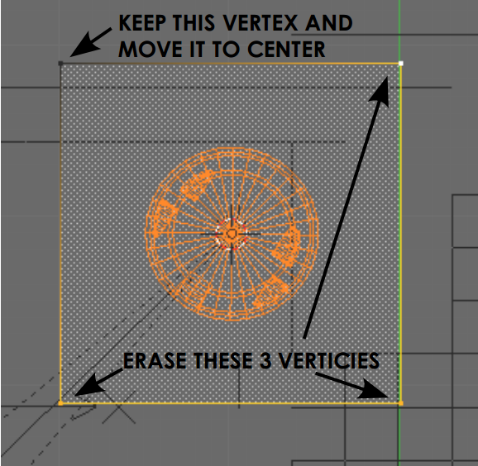 KEEP THIS VERTEX AND
MOVE IT TO CENTER
ERASE THESE 3 VERTICIES